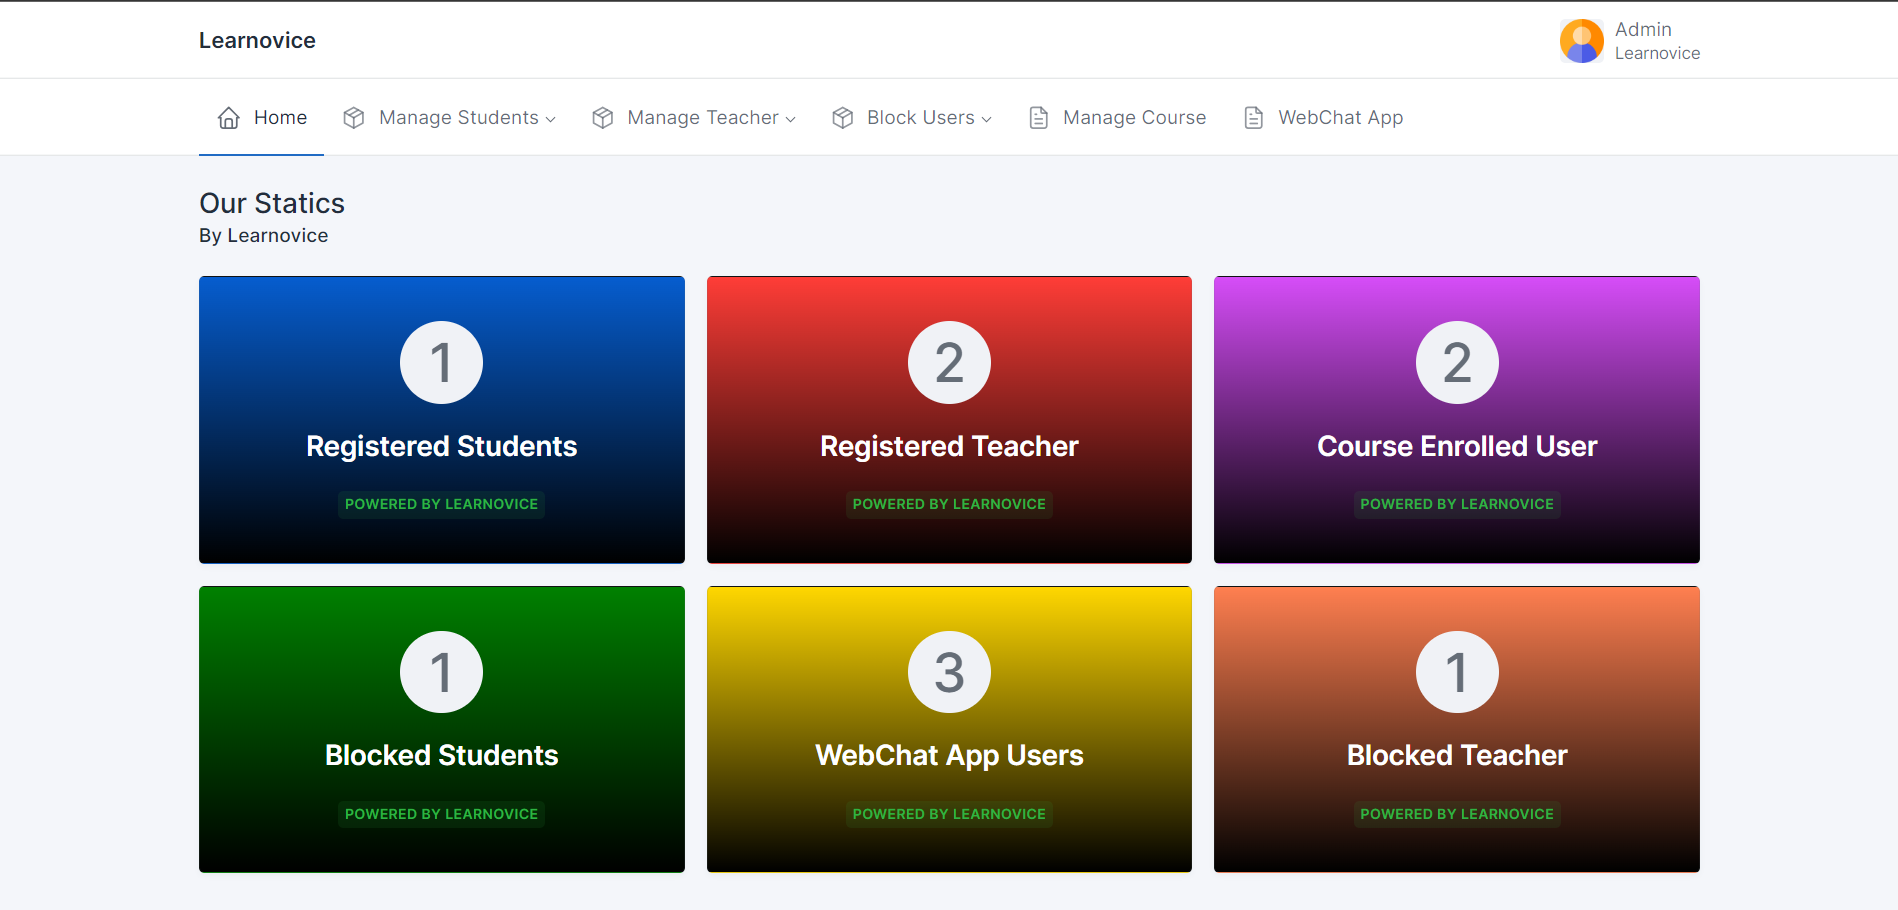 Learnovice
Admin
Learnovice
Home
Manage Students
Manage Teacher
Block Users
Manage Course
WebChat App
Our Statics
By Learnovice
1
Registered Students
POWERED BY LEARNOVICE
2
Registered Teacher
POWERED BY LEARNOVICE
2
Course Enrolled User
POWERED BY LEARNOVICE
1
Blocked Students
POWERED BY LEARNOVICE
3
WebChat App Users
POWERED BY LEARNOVICE
1
Blocked Teacher
POWERED BY LEARNOVICE